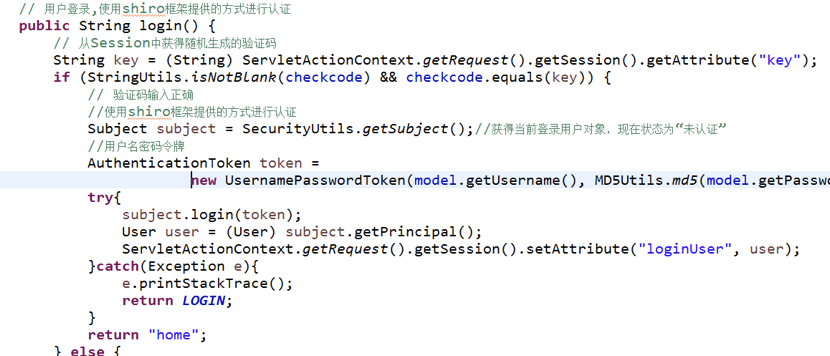 // 用户登录,使用shiro框架提供的方式进行认证
public String login() {
// 从Session中获得随机生成的验证码
String key = (String) ServletActionContext.getRequest().getSession().getAttribute("key");
if (StringUtils.isNotBlank(checkcode) && checkcode.equals(key)) {
// 验证码输入正确
//使用shiro框架提供的方式进行认证
Subject subject = SecurityUtils.getSubject();//获得当前登录用户对象，现在状态为“未认证”
//用户名密码令牌
AuthenticationToken token =
new UsernamePasswordToken(model.getUsername(), MD5Utils.md5(model.getPasswo
try{
subject.login(token);
User user = (User) subject.getPrincipal();
ServletActionContext.getRequest().getSession().setAttribute("loginUser", user);
}catch(Exception e){
e.printStackTrace();
return LOGIN;
}
return "home";
} else {